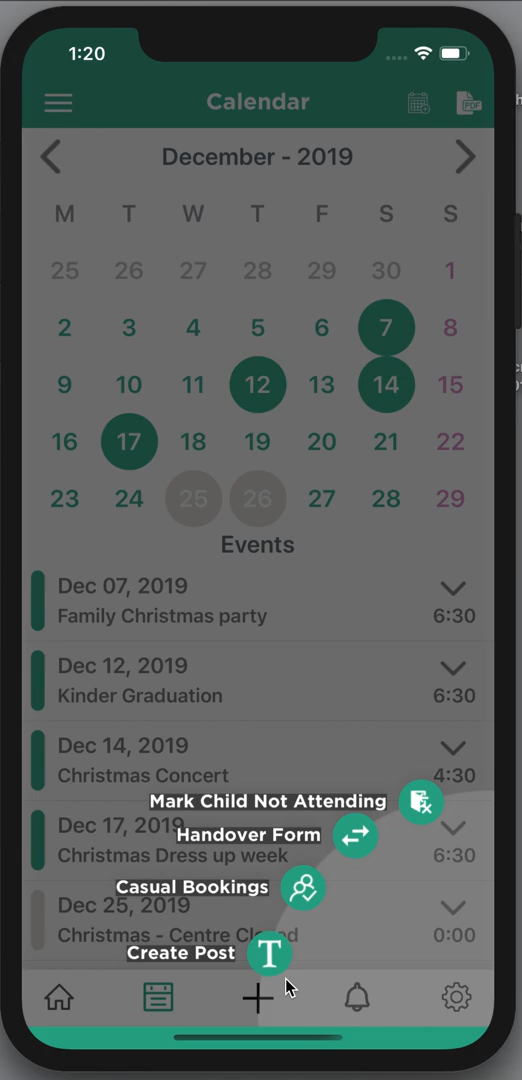 1:20
Calendar
PDF
December - 2019
M T W T F S S
25 26 27 28 29 30 1
2 3 4 5 6 7 8
9 10 11 12 13 14 15
16 17 18 19 20 21 22
23 24 25 26 27 28 29
Events
Dec 07, 2019
Family Christmas party 6:30
Dec 12, 2019
Kinder Graduation 6:30
Dec 14, 2019
Christmas Concert 4:30
Mark Child Not Attending
Dec 17, 2019
Handover Form
Christmas Dress up week 6:30
Casual Bookings
Dec 25, 2019
Christmas - Centre Closed 0:00
Create Post T